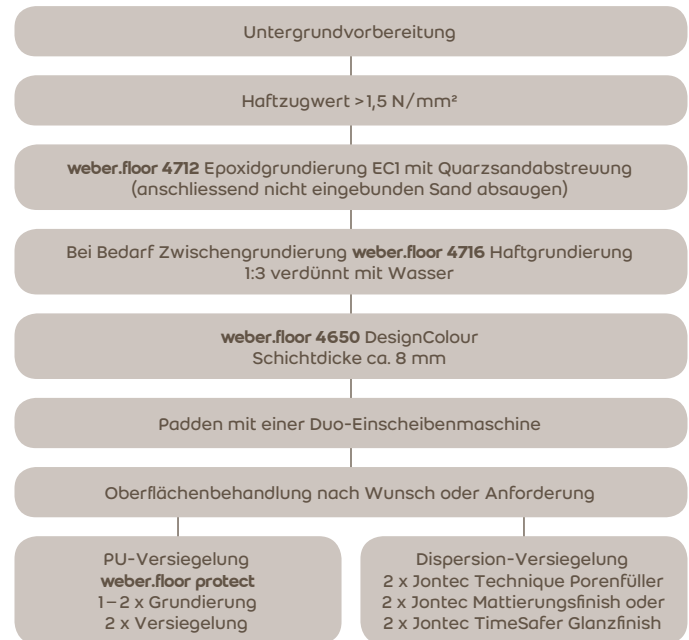 Untergrundvorbereitung
Haftzugwert >1,5 N/mm²
weber.floor 4712 Epoxidgrundierung EC1 mit Quarzsandabstreuung
(anschliessend nicht eingebunden Sand absaugen)
Bei Bedarf Zwischengrundierung weber.floor 4716 Haftgrundierung
1:3 verdünnt mit Wasser
weber.floor 4650 DesignColour
Schichtdicke ca. 8 mm
Padden mit einer Duo-Einscheibenmaschine
Oberflächenbehandlung nach Wunsch oder Anforderung
PU-Versiegelung
weber.floor protect
1–2 x Grundierung
2 x Versiegelung
Dispersion-Versiegelung
2 x Jontec Technique Porenfüller
2 x Jontec Mattierungsfinish oder
2 x Jontec TimeSafer Glanzfinish